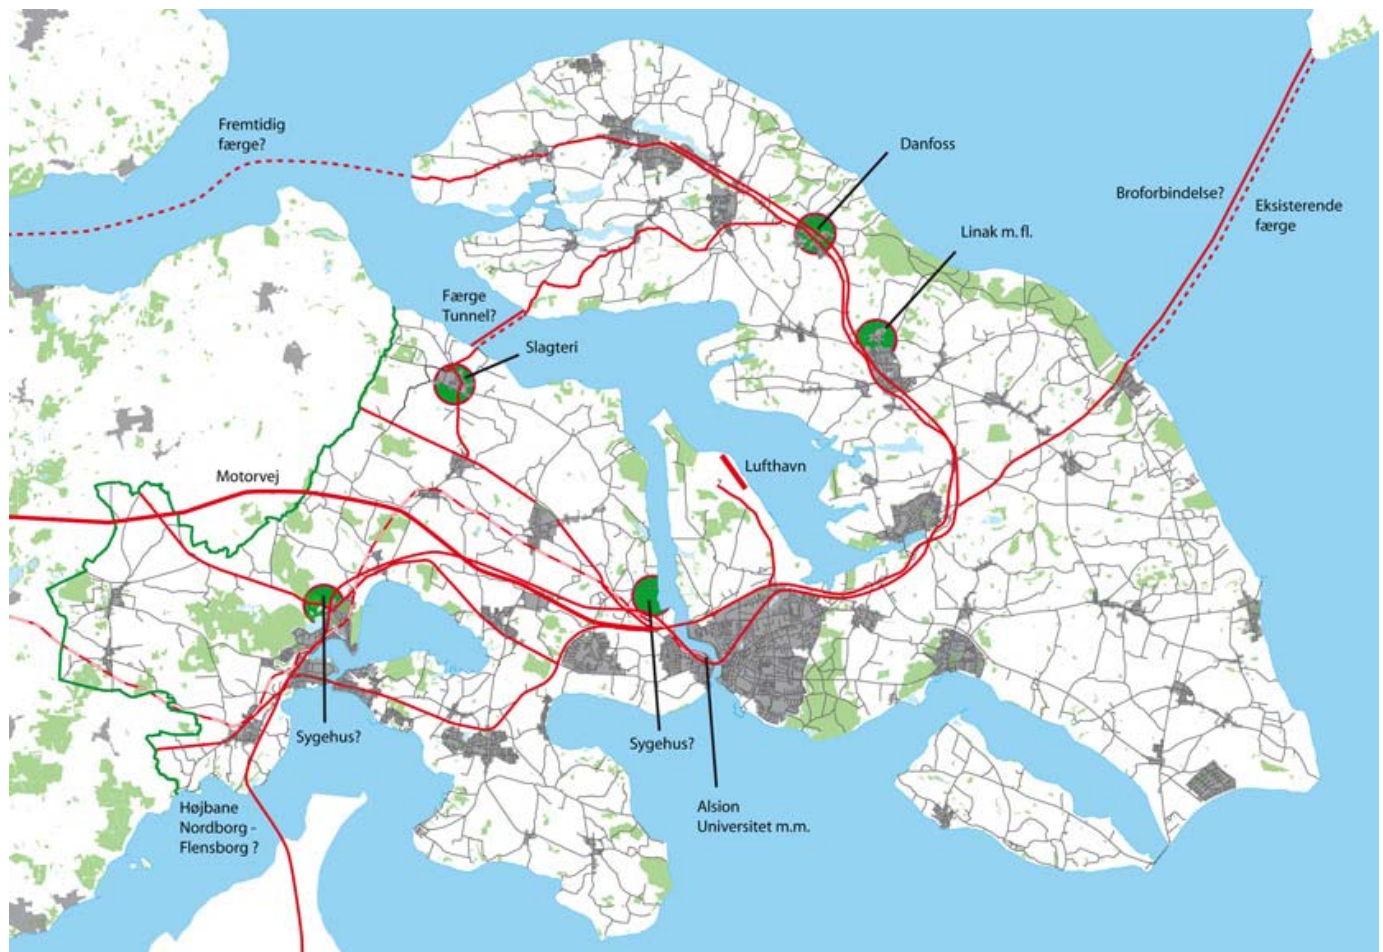 Fremtidig
færge?
Danfoss
Broforbindelse?
Eksisterende
færge
Linak m. fl.
Færge
Tunnel?
Slagteri
Lufthavn
Motorvej
Sygehus?
Sygehus?
Højbane
Nordborg -
Flensborg ?
Alsion
Universitet m.m.